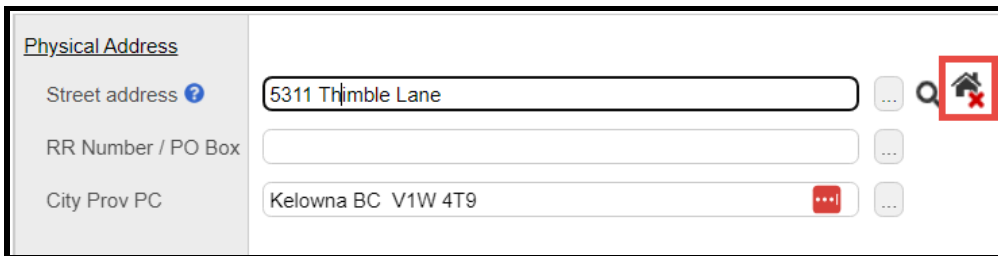 Physical Address
Street address ? 5311 Thimble Lane ...
RR Number / PO Box ...
City Prov PC Kelowna BC  V1W 4T9 ...